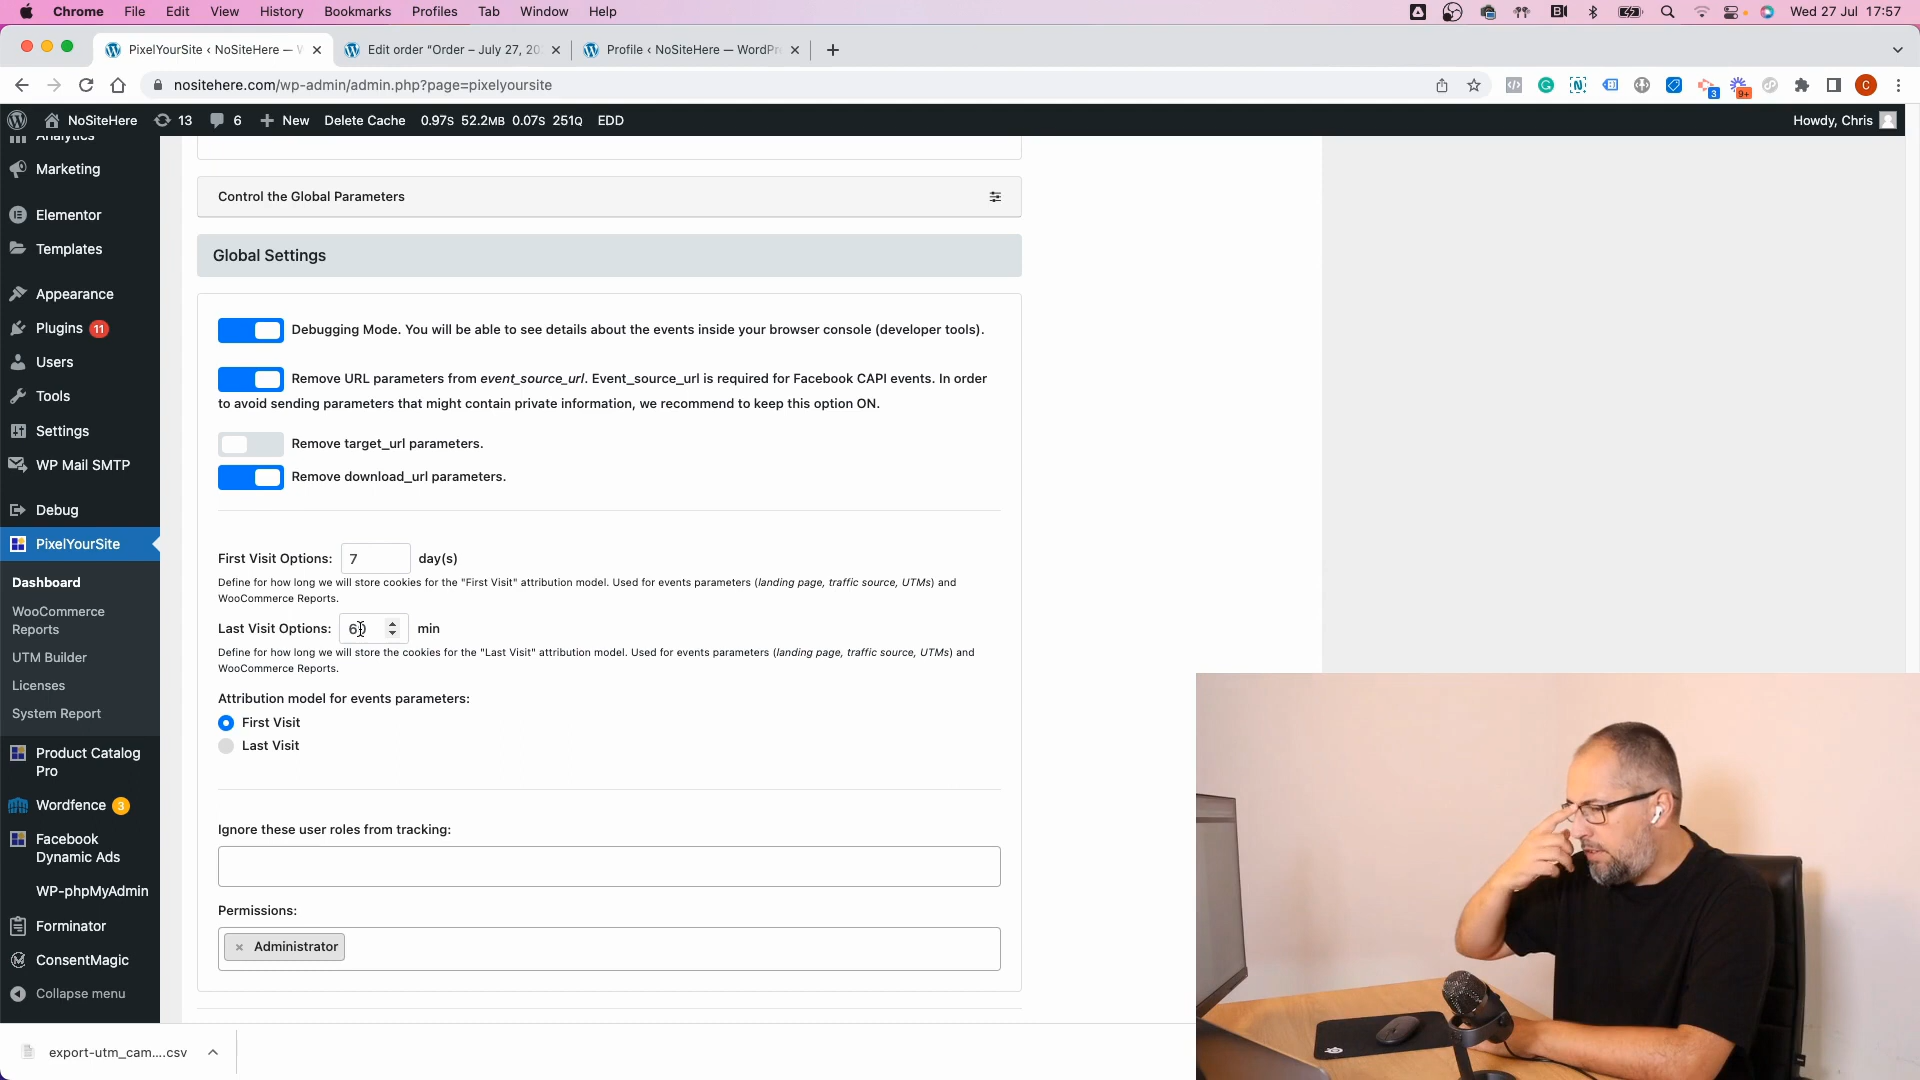 Chrome File Edit View History Bookmarks Profiles Tab Window Help
Wed 27 Jul 17:57
PixelYourSite ‹ NoSiteHere —
Edit order "Order – July 27, 20
Profile ‹ NoSiteHere — WordPr
nositehere.com/wp-admin/admin.php?page=pixelyoursite
3
9+
C
NoSiteHere 13 6 New Delete Cache 0.97S 52.2MB 0.07S 251Q EDD
Howdy, Chris
Analytics
Marketing
Elementor
Templates
Appearance
Plugins 11
Users
Tools
Settings
WP Mail SMTP
Debug
PixelYourSite
Dashboard
WooCommerce
Reports
UTM Builder
Licenses
System Report
Product Catalog
Pro
Wordfence 3
Facebook
Dynamic Ads
WP-phpMyAdmin
Forminator
ConsentMagic
Collapse menu
Control the Global Parameters
Global Settings
Debugging Mode. You will be able to see details about the events inside your browser console (developer tools).
Remove URL parameters from event_source_url. Event_source_url is required for Facebook CAPI events. In order
to avoid sending parameters that might contain private information, we recommend to keep this option ON.
Remove target_url parameters.
Remove download_url parameters.
First Visit Options: 7 day(s)
Define for how long we will store cookies for the "First Visit" attribution model. Used for events parameters (landing page, traffic source, UTMs) and
WooCommerce Reports.
Last Visit Options: 60 min
Define for how long we will store the cookies for the "Last Visit" attribution model. Used for events parameters (landing page, traffic source, UTMs) and
WooCommerce Reports.
Attribution model for events parameters:
First Visit
Last Visit
Ignore these user roles from tracking:
Permissions:
× Administrator
export-utm_cam....csv